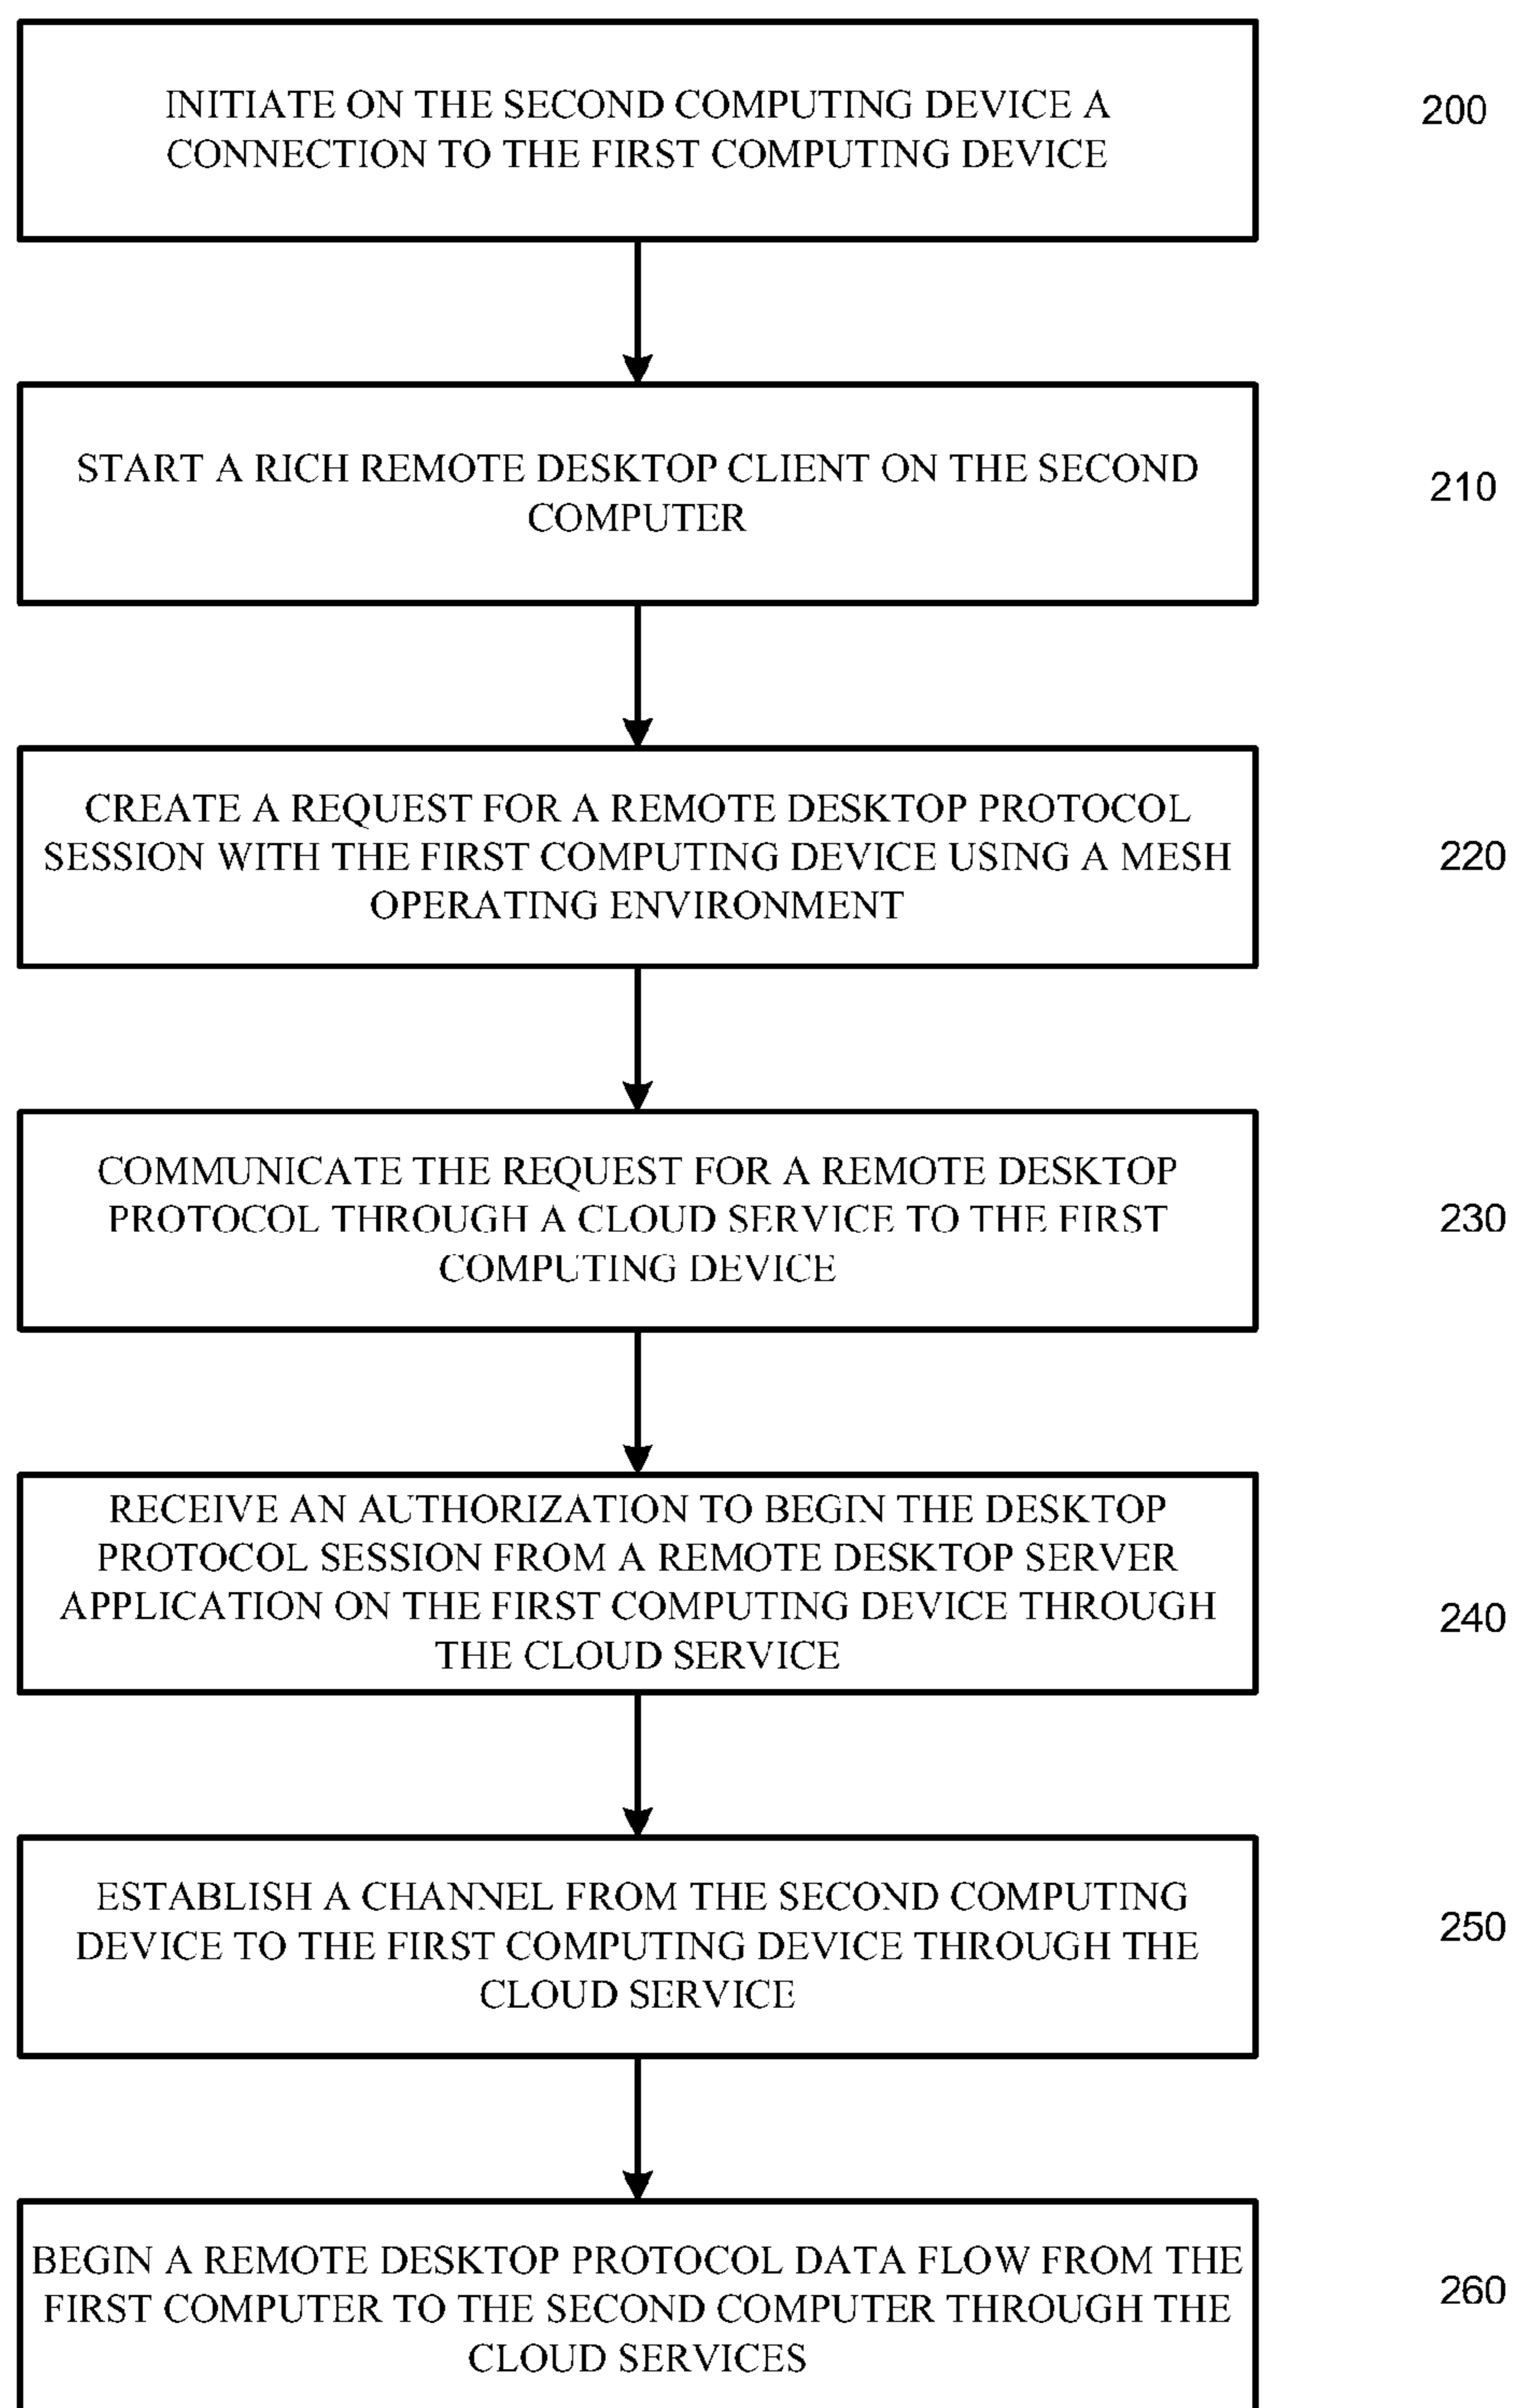 INITIATE ON THE SECOND COMPUTING DEVICE A
CONNECTION TO THE FIRST COMPUTING DEVICE
200
START A RICH REMOTE DESKTOP CLIENT ON THE SECOND
COMPUTER
210
CREATE A REQUEST FOR A REMOTE DESKTOP PROTOCOL
SESSION WITH THE FIRST COMPUTING DEVICE USING A MESH
OPERATING ENVIRONMENT
220
COMMUNICATE THE REQUEST FOR A REMOTE DESKTOP
PROTOCOL THROUGH A CLOUD SERVICE TO THE FIRST
COMPUTING DEVICE
230
RECEIVE AN AUTHORIZATION TO BEGIN THE DESKTOP
PROTOCOL SESSION FROM A REMOTE DESKTOP SERVER
APPLICATION ON THE FIRST COMPUTING DEVICE THROUGH
THE CLOUD SERVICE
240
ESTABLISH A CHANNEL FROM THE SECOND COMPUTING
DEVICE TO THE FIRST COMPUTING DEVICE THROUGH THE
CLOUD SERVICE
250
BEGIN A REMOTE DESKTOP PROTOCOL DATA FLOW FROM THE
FIRST COMPUTER TO THE SECOND COMPUTER THROUGH THE
CLOUD SERVICES
260